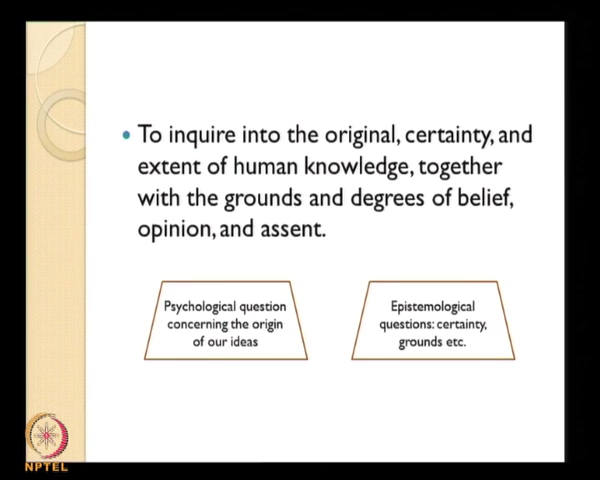 To inquire into the original, certainty, and
extent of human knowledge, together
with the grounds and degrees of belief,
opinion, and assent.
Psychological question
concerning the origin
of our ideas
Epistemological
questions: certainty,
grounds etc.
NPTEL